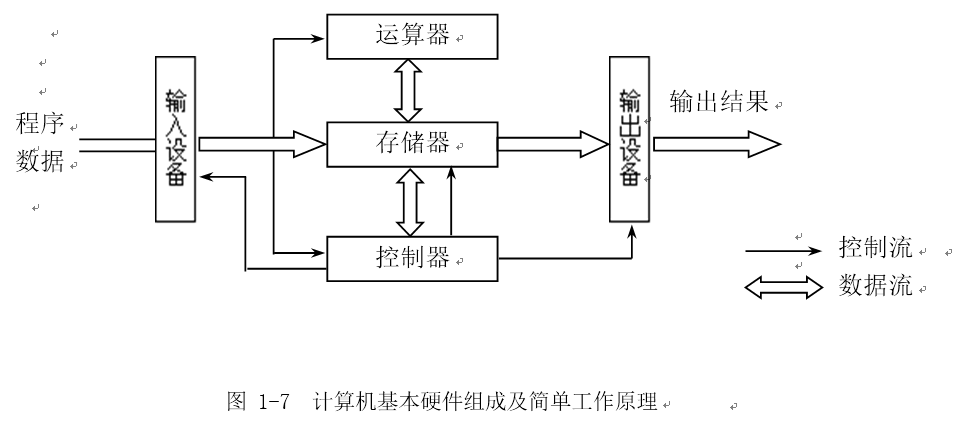 运算器
程序
数据
输入设备
存储器
控制器
输出设备
输出结果
控制流
数据流
图 1-7 计算机基本硬件组成及简单工作原理